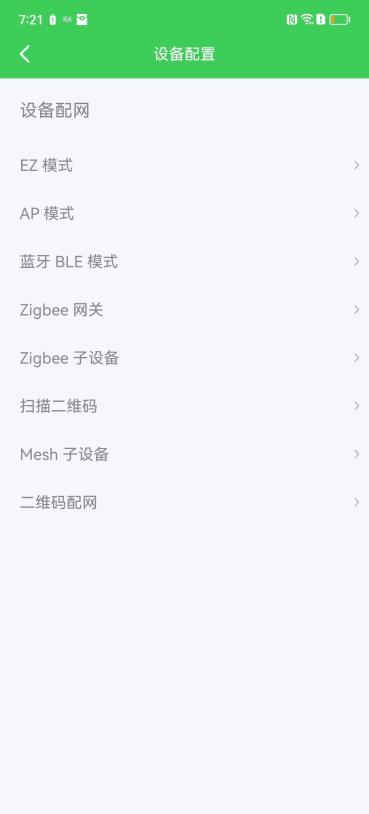 7:21
设备配置
设备配网
EZ 模式
AP 模式
蓝牙 BLE 模式
Zigbee 网关
Zigbee 子设备
扫描二维码
Mesh 子设备
二维码配网